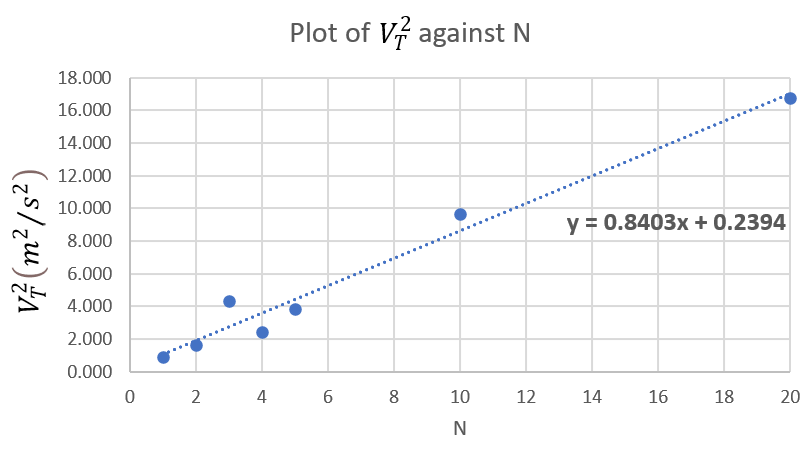 Plot of V_T^2 against N
18.000
16.000
14.000
12.000
10.000
8.000
6.000
4.000
2.000
0.000
V_T^2 (m^2/s^2)
y = 0.8403x + 0.2394
0 2 4 6 8 10 12 14 16 18 20
N